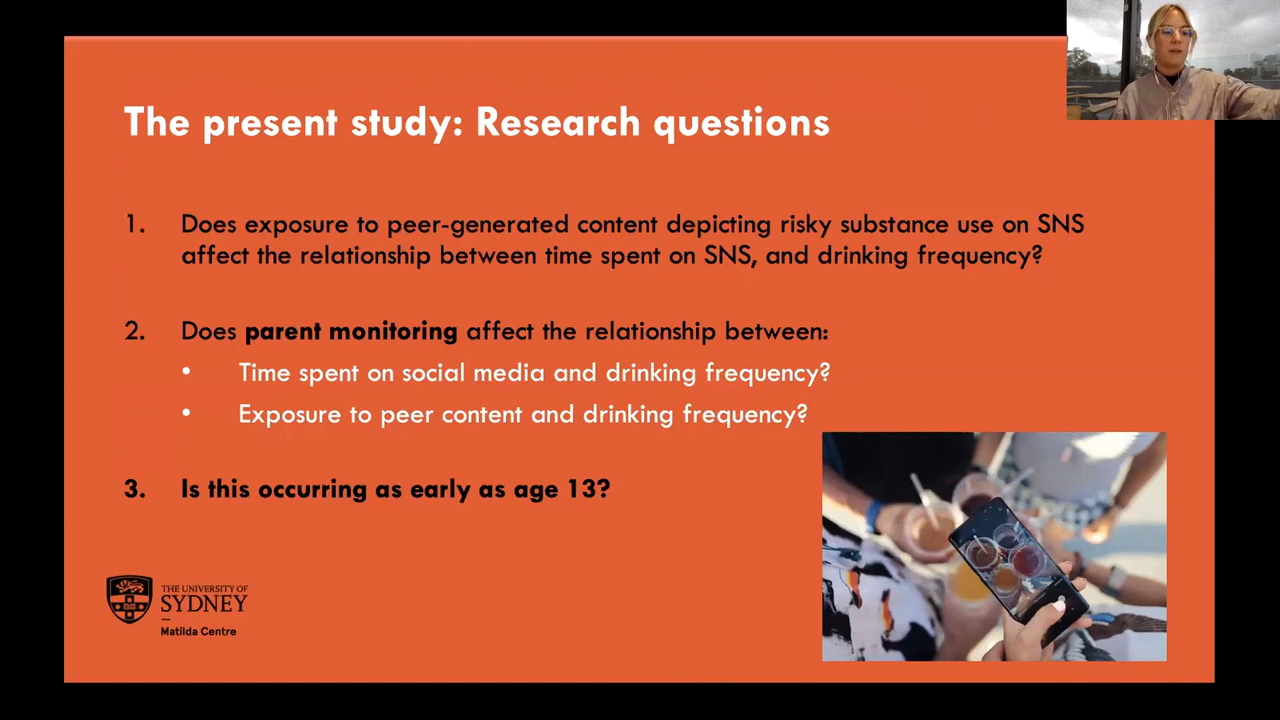 The present study: Research questions
1. Does exposure to peer-generated content depicting risky substance use on SNS
affect the relationship between time spent on SNS, and drinking frequency?
2. Does parent monitoring affect the relationship between:
• Time spent on social media and drinking frequency?
• Exposure to peer content and drinking frequency?
3. Is this occurring as early as age 13?
THE UNIVERSITY OF
SYDNEY
Matilda Centre